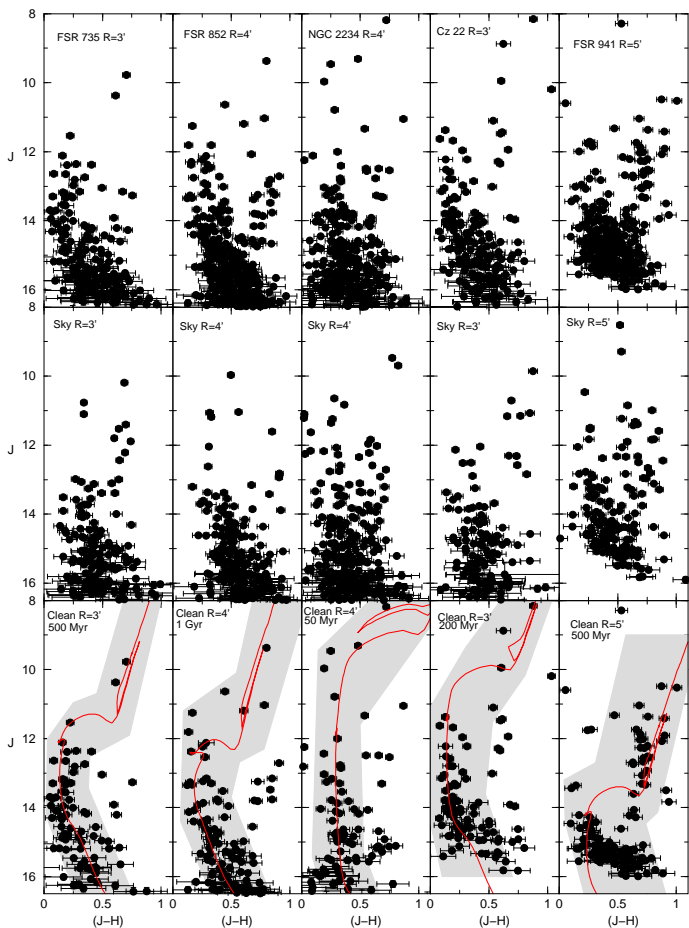 8
FSR 735 R=3' FSR 852 R=4' NGC 2234 R=4' Cz 22 R=3' FSR 941 R=5'
10
12
J
14
16
8
Sky R=3' Sky R=4' Sky R=4' Sky R=3' Sky R=5'
10
12
J
14
16
8
Clean R=3' Clean R=4' Clean R=4' Clean R=3' Clean R=5'
500 Myr 1 Gyr 50 Myr 200 Myr 500 Myr
10
12
J
14
16
0 0.5 1 0 0.5 1 0 0.5 1 0 0.5 1 0 0.5 1
(J−H) (J−H) (J−H) (J−H) (J−H)